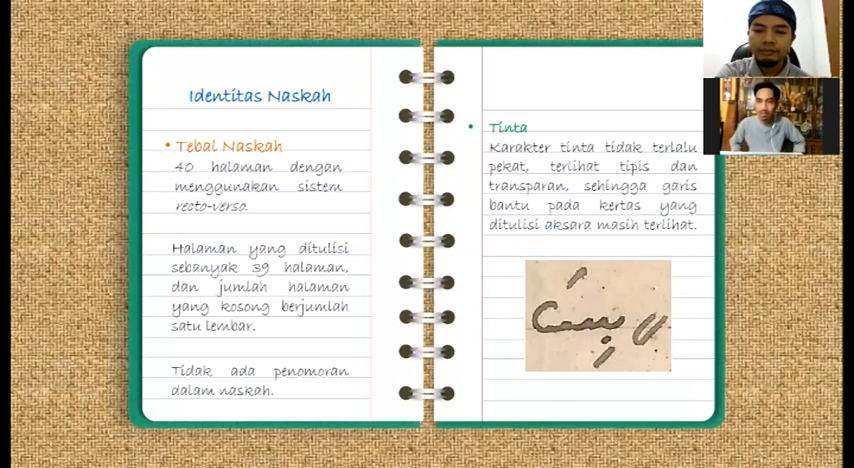 Identitas Naskah
• Tebal Naskah
40 halaman dengan
menggunakan sistem
recto-verso.
Halaman yang ditulisi
sebanyak 39 halaman,
dan jumlah halaman
yang kosong berjumlah
satu lembar.
Tidak ada penomoran
dalam naskah.
• Tinta
Karakter tinta tidak terlalu
pekat, terlihat tipis dan
transparan, sehingga garis
bantu pada kertas yang
ditulisi aksara masih terlihat.